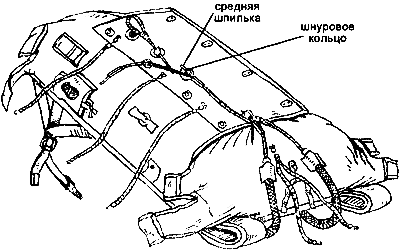 средняя
шпилька
шнуровое
кольцо